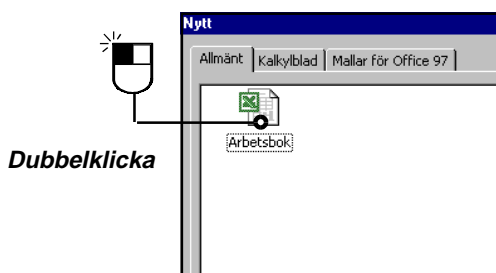 Nytt
Allmänt Kalkylblad Mallar för Office 97
Arbetsbok
Dubbelklicka